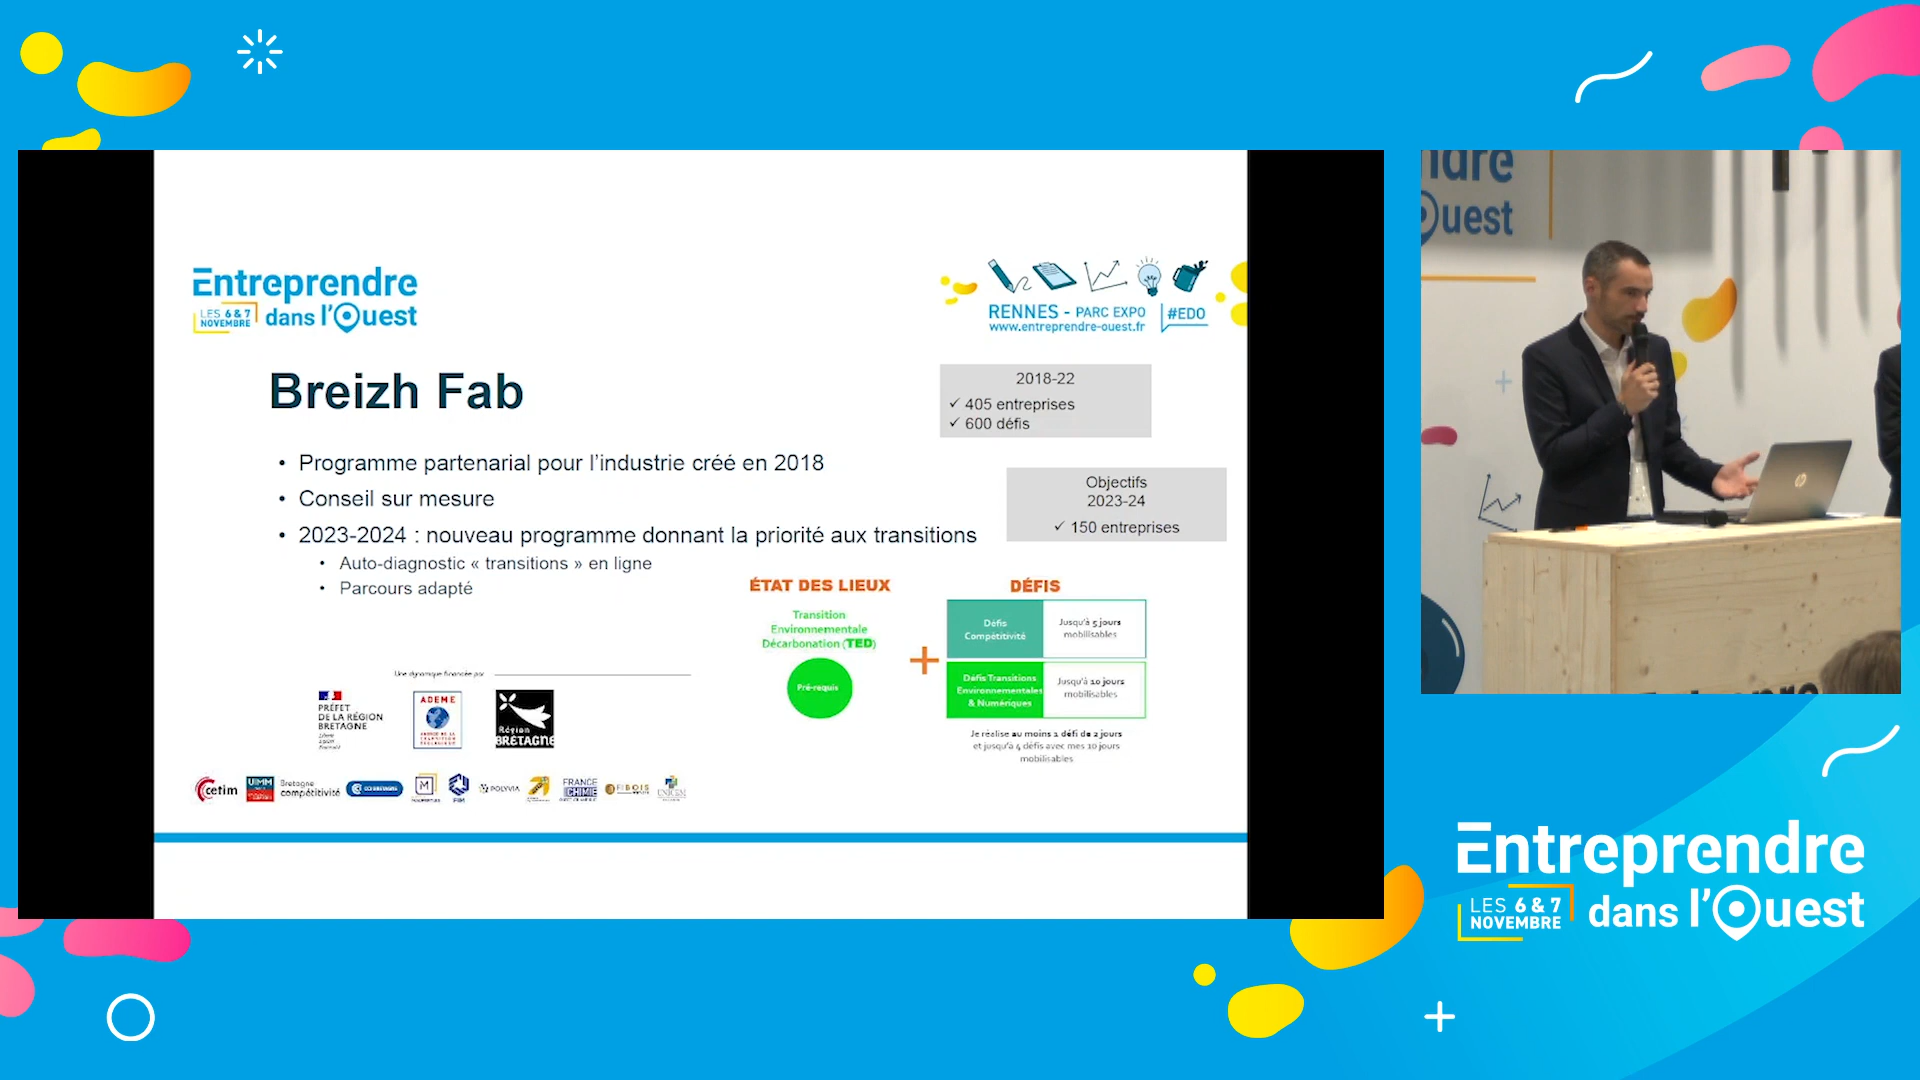 Entreprendre
LES 6 & 7
NOVEMBRE
dans l'Ouest
RENNES - PARC EXPO
www.entreprendre-ouest.fr
#EDO
Breizh Fab
2018-22
✓ 405 entreprises
✓ 600 défis
• Programme partenarial pour l'industrie créé en 2018
• Conseil sur mesure
• 2023-2024 : nouveau programme donnant la priorité aux transitions
• Auto-diagnostic « transitions » en ligne
• Parcours adapté
Objectifs
2023-24
✓ 150 entreprises
ÉTAT DES LIEUX
Transition
Environnementale
Décarbonation (TED)
Pré-requis
+
DÉFIS
Défis
Compétitivité
Jusqu'à 5 jours
mobilisables
Défis Transitions
Environnementales
& Numériques
Jusqu'à 10 jours
mobilisables
Je réalise au moins 1 défi de 2 jours
et jusqu'à 4 défis avec mes 10 jours
mobilisables
Une dynamique financée par
PRÉFET
DE LA RÉGION
BRETAGNE
ADEME
Région
BRETAGNE
cetim
UIMM
Bretagne
compétitivité
CCI BRETAGNE
POLYVIA
FRANCE
CHIMIE
FIBOIS
UNICEM
ndre
Ouest
hp
Entreprendre
LES 6 & 7
NOVEMBRE
dans l'Ouest